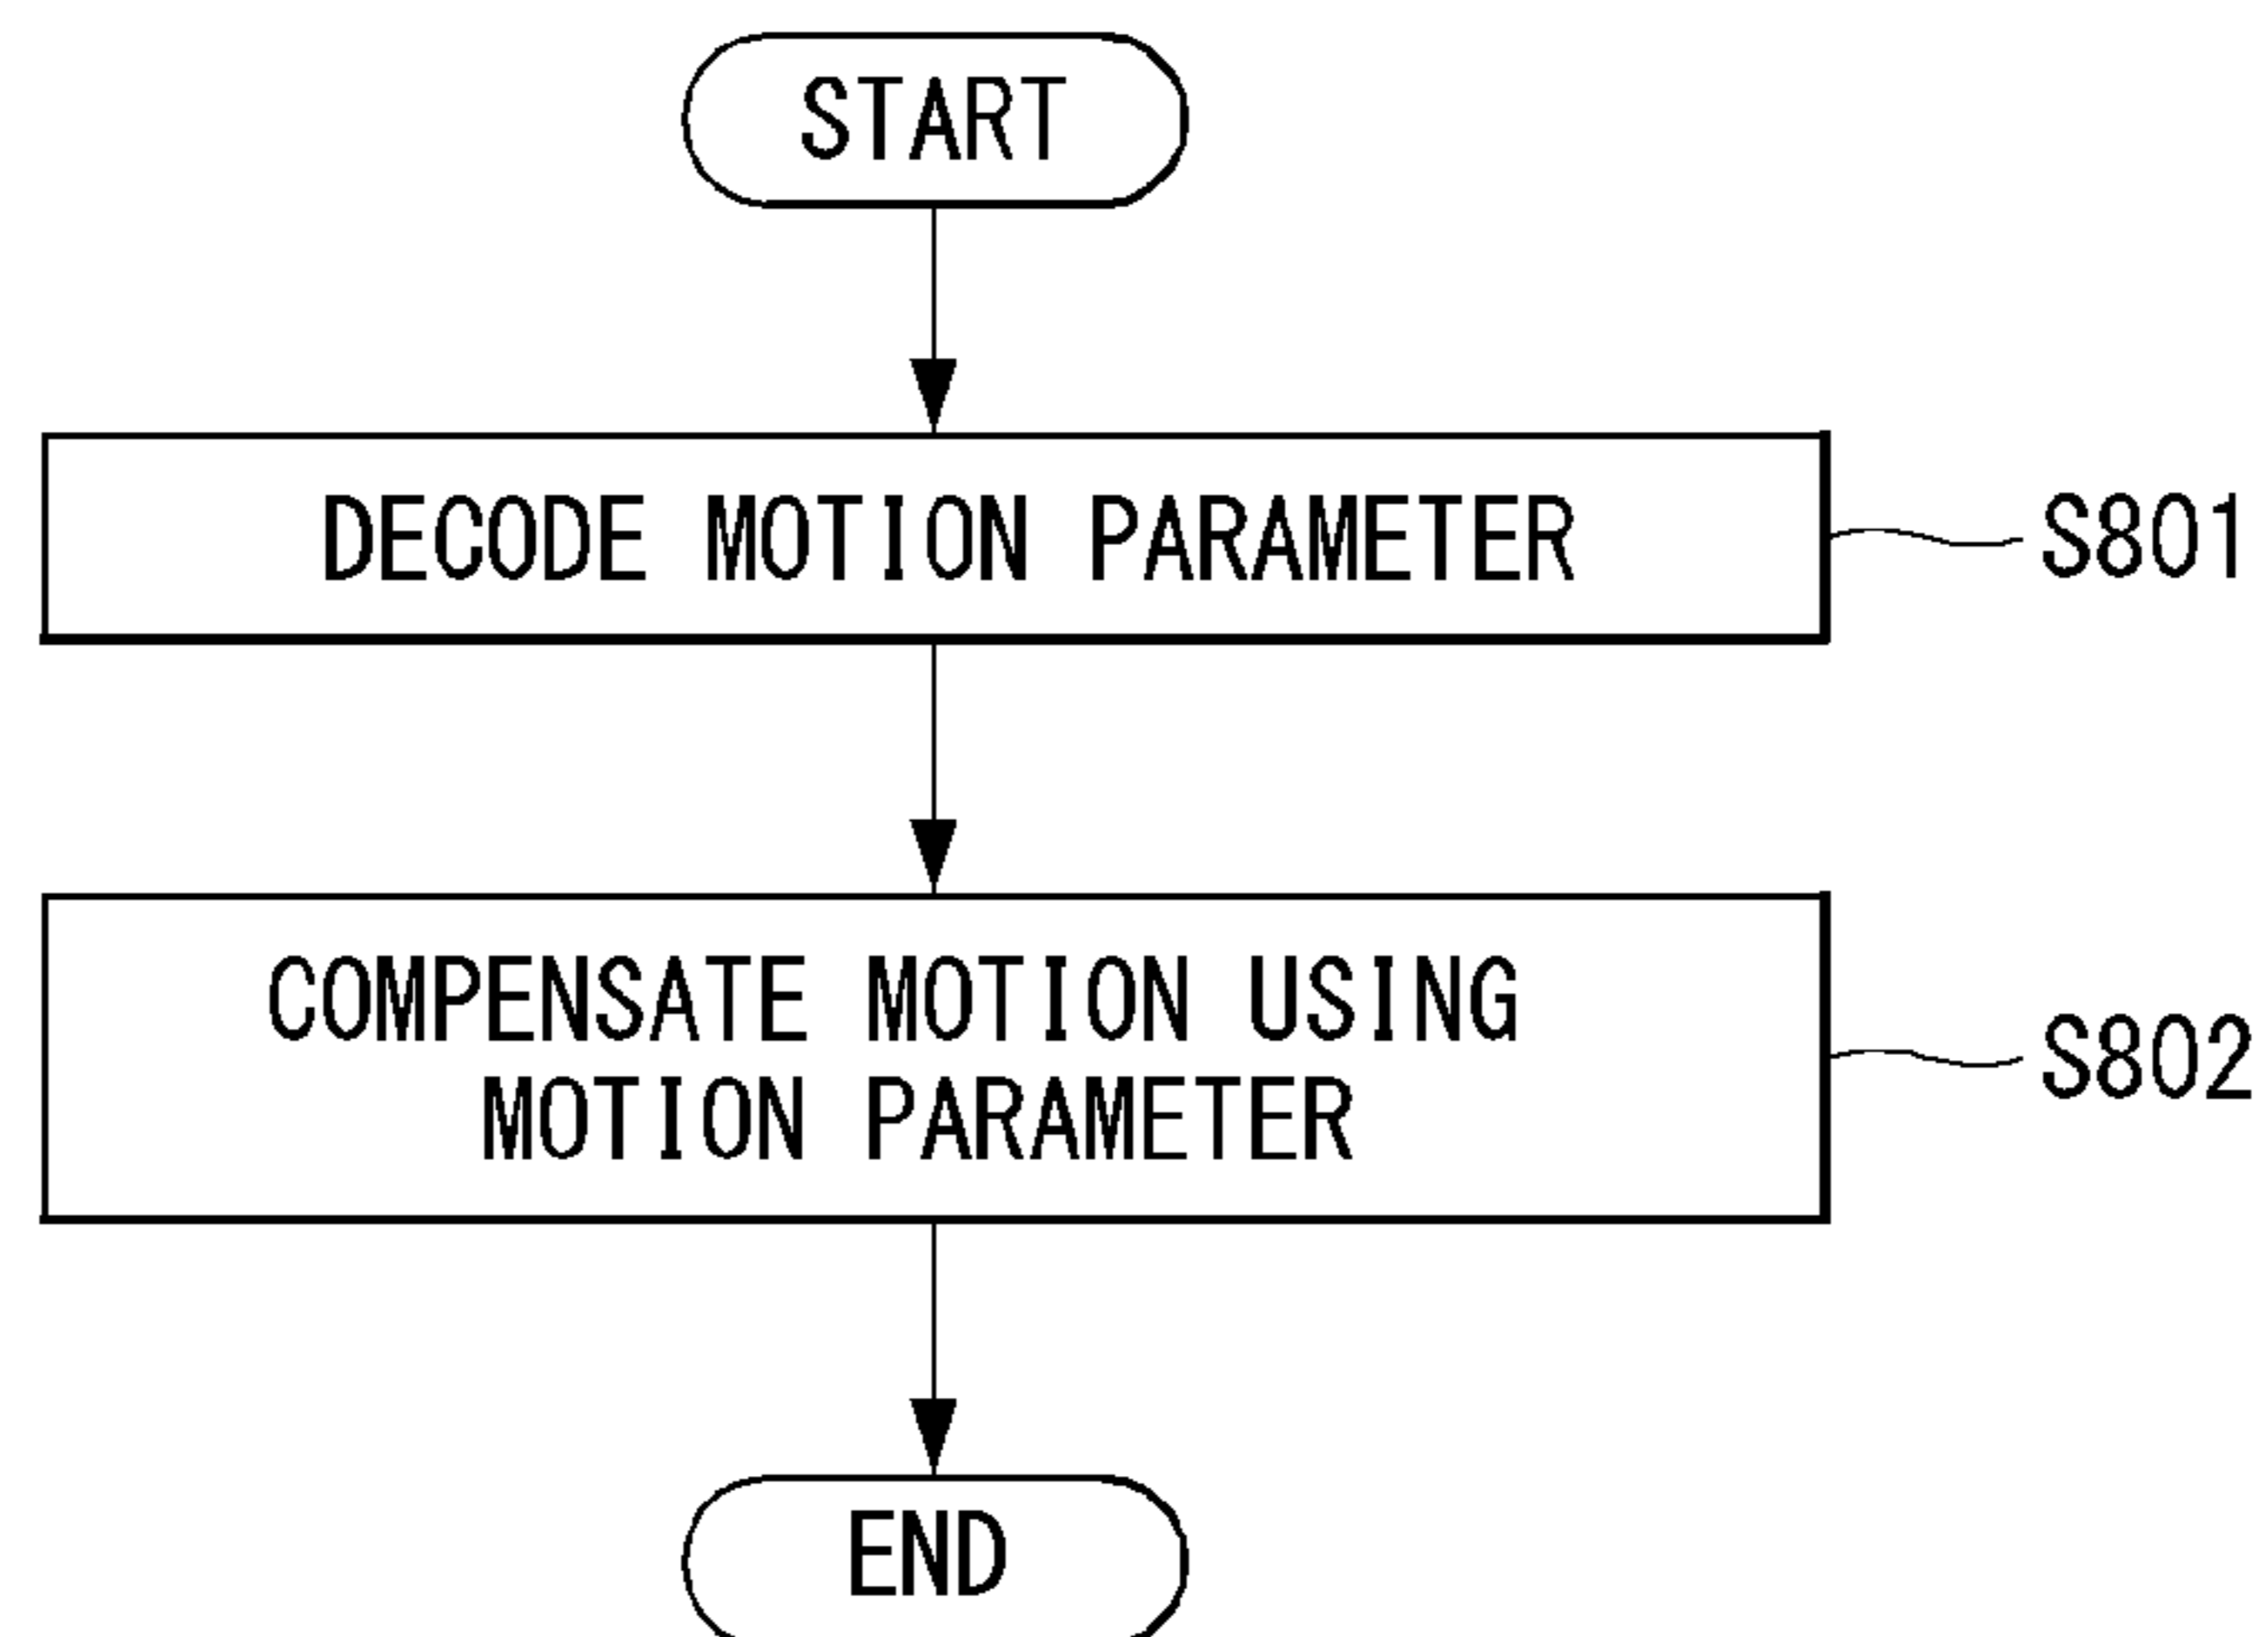 START
DECODE MOTION PARAMETER
S801
COMPENSATE MOTION USING
MOTION PARAMETER
S802
END